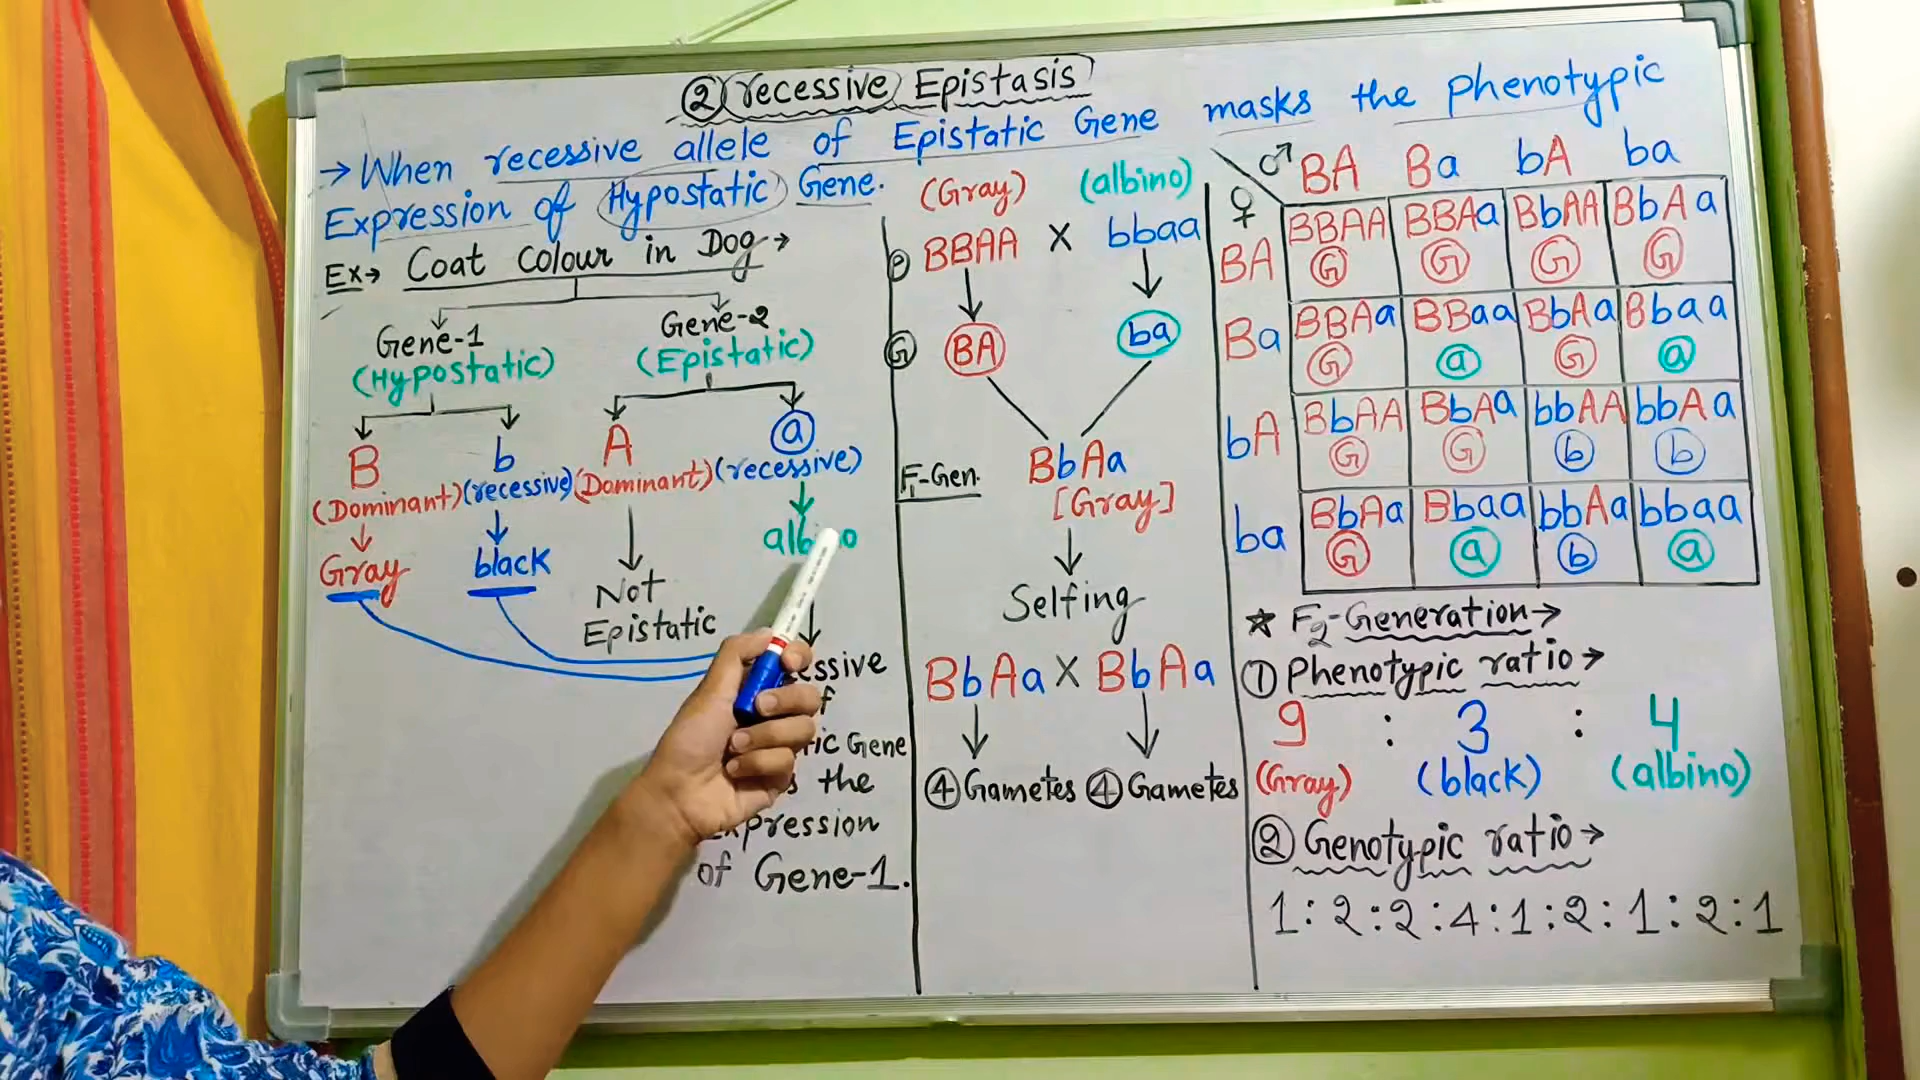 ② recessive Epistasis
→ When recessive allele of Epistatic Gene masks the phenotypic
Expression of Hypostatic Gene.
Ex→ Coat Colour in Dog →
Gene-1
(Hypostatic)
Gene-2
(Epistatic)
B b A a
(Dominant) (recessive) (Dominant) (recessive)
Gray black
Not
Epistatic
the
of Gene-1.
(Gray) (albino)
P BBAA X bbaa
G BA ba
F1-Gen. BbAa
[Gray]
Selfing
BbAa X BbAa
④ Gametes ④ Gametes
♂ BA Ba bA ba
♀
BA BBAA BBAa BbAA BbAa
G G G G
Ba BBAa BBaa BbAa Bbaa
G a G a
bA BbAA BbAa bbAA bbAa
G G b b
ba BbAa Bbaa bbAa bbaa
G a b a
☆ F2-Generation →
① Phenotypic ratio →
9 : 3 : 4
(Gray) (black) (albino)
② Genotypic ratio →
1 : 2 : 2 : 4 : 1 : 2 : 1 : 2 : 1